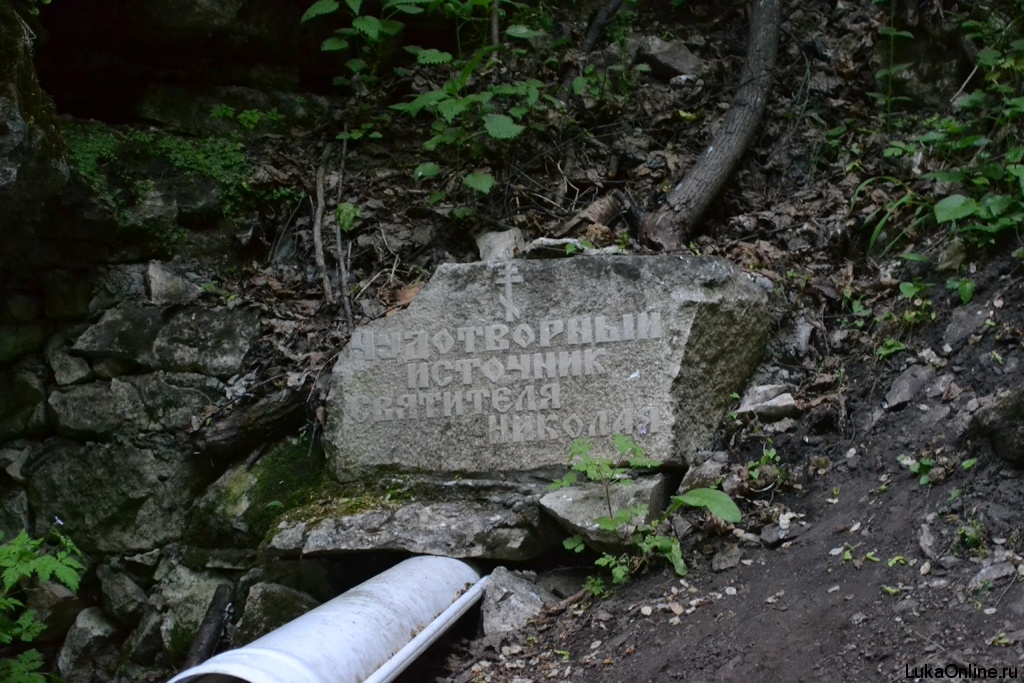 ЧУДОТВОРНЫЙ
ИСТОЧНИК
СВЯТИТЕЛЯ
НИКОЛАЯ
LukaOnline.ru